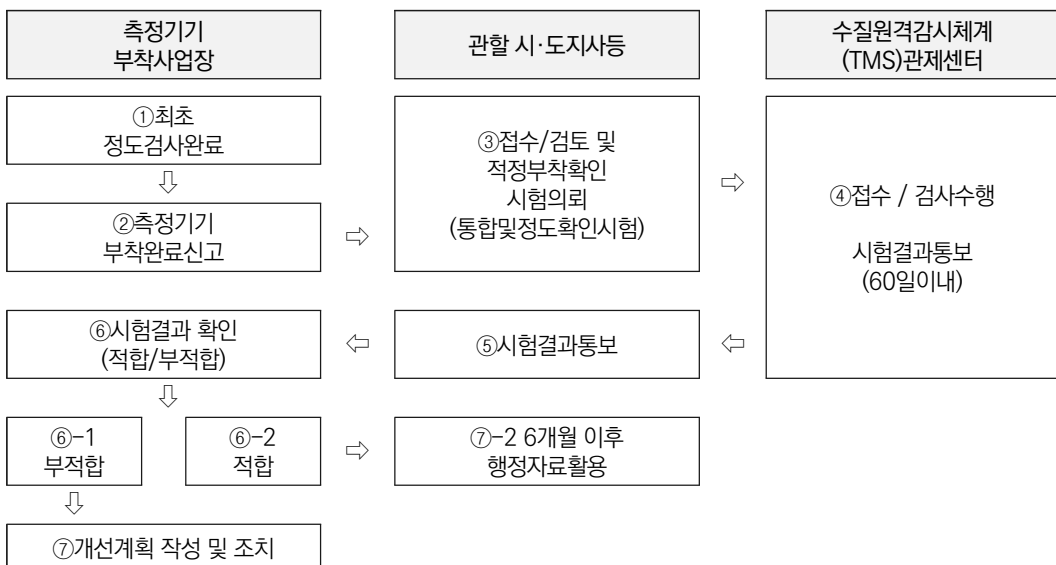 측정기기
부착사업장
관할 시·도지사등
수질원격감시체계
(TMS)관제센터
①최초
정도검사완료
⇩
②측정기기
부착완료신고
⇨
③접수/검토 및
적정부착확인
시험의뢰
(통합및정도확인시험)
⇨
④접수 / 검사수행
시험결과통보
(60일이내)
⑥시험결과 확인
(적합/부적합)
⇦
⑤시험결과통보
⇦
⇩
⑥-1
부적합
⑥-2
적합
⇨
⑦-2 6개월 이후
행정자료활용
⇩
⑦개선계획 작성 및 조치